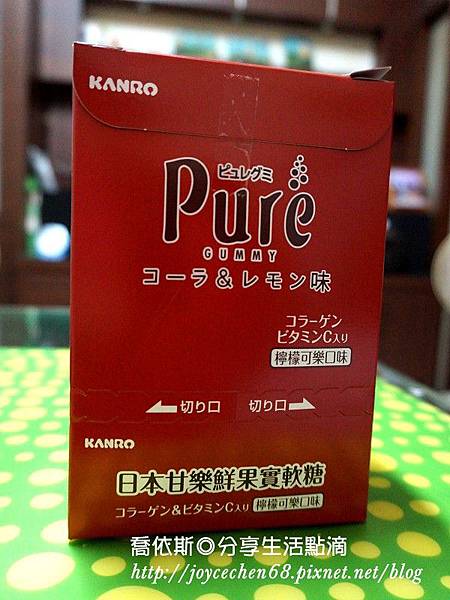 KANRO
ピュレグミ
Puré
GUMMY
コーラ&レモン味
コラーゲン
ビタミンC入り
檸檬可樂口味
切り口 切り口
KANRO
日本甘樂鮮果實軟糖
コラーゲン&ビタミンC入り 檸檬可樂口味
喬依斯◎分享生活點滴
http://joycechen68.pixnet.net/blog